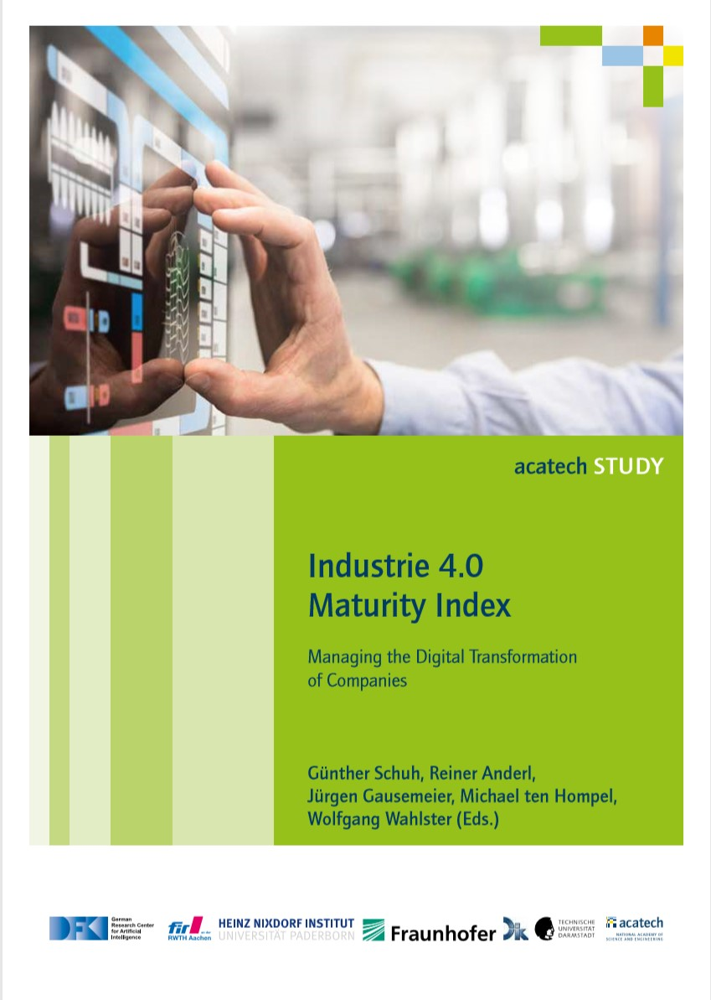 acatech STUDY
Industrie 4.0
Maturity Index
Managing the Digital Transformation
of Companies
Günther Schuh, Reiner Anderl,
Jürgen Gausemeier, Michael ten Hompel,
Wolfgang Wahlster (Eds.)
DFK
German
Research Center
for Artificial
Intelligence
fir an der
RWTH Aachen
HEINZ NIXDORF INSTITUT
UNIVERSITÄT PADERBORN
Fraunhofer
TECHNISCHE
UNIVERSITÄT
DARMSTADT
acatech
NATIONAL ACADEMY OF
SCIENCE AND ENGINEERING